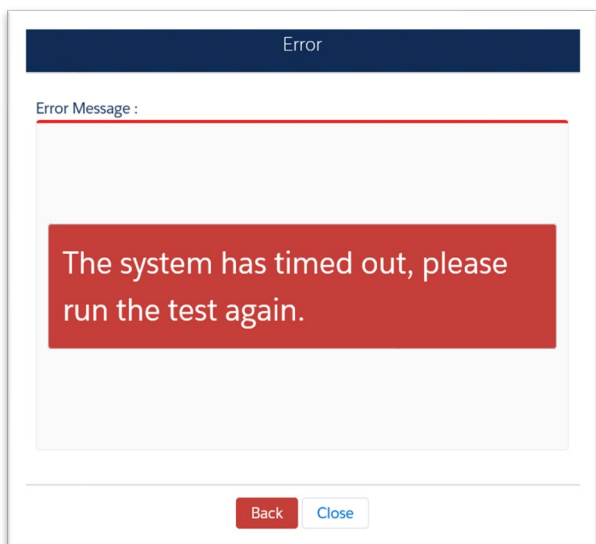 Error
Error Message :
The system has timed out, please
run the test again.
Back
Close